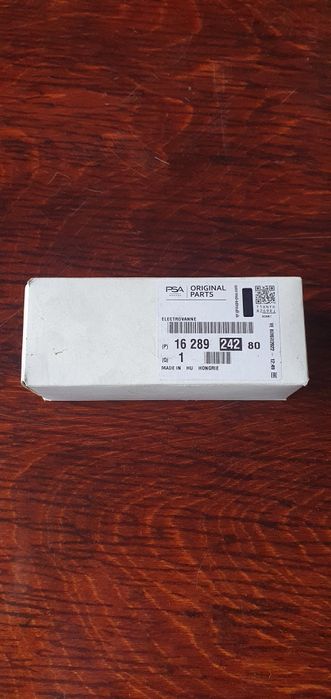 PSA ORIGINAL
PARTS
ELECTROVANNE
(P) 16 289 242 80
(Q) 1
MADE IN HU HONGRIE